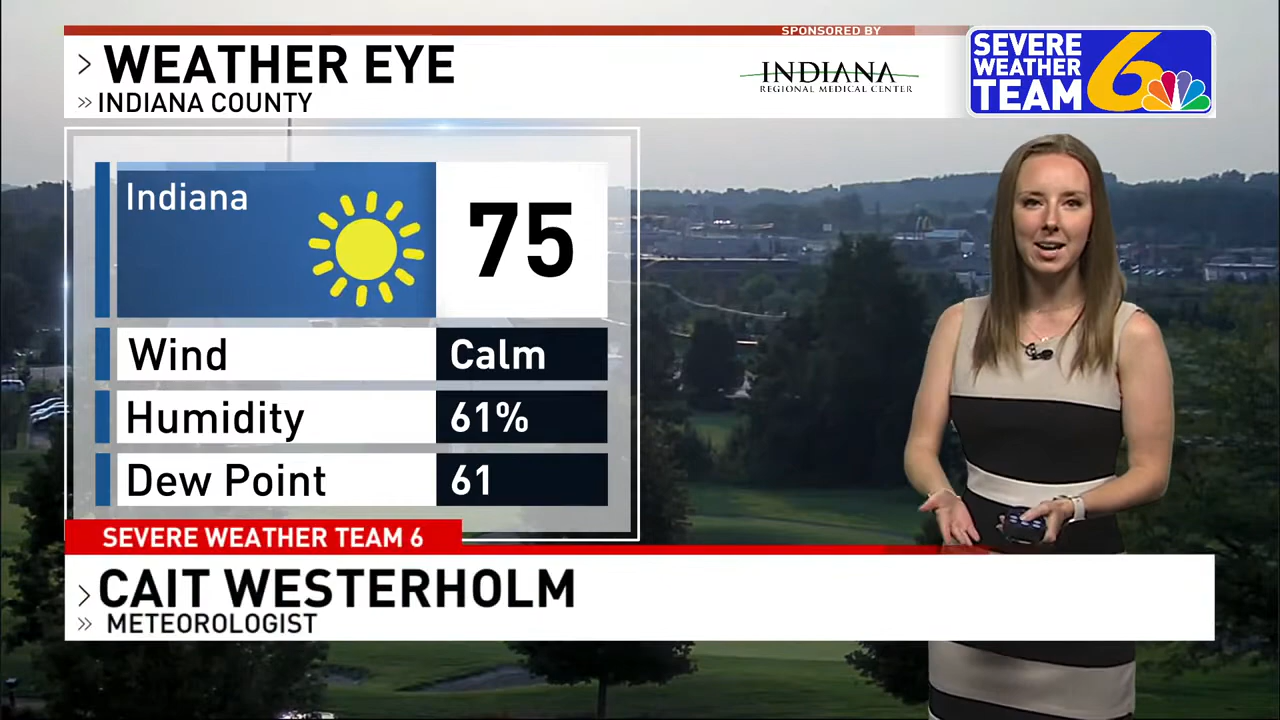 SPONSORED BY
WEATHER EYE
INDIANA COUNTY
INDIANA
REGIONAL MEDICAL CENTER
SEVERE
WEATHER
TEAM
6
Indiana
75
Wind Calm
Humidity 61%
Dew Point 61
SEVERE WEATHER TEAM 6
CAIT WESTERHOLM
METEOROLOGIST